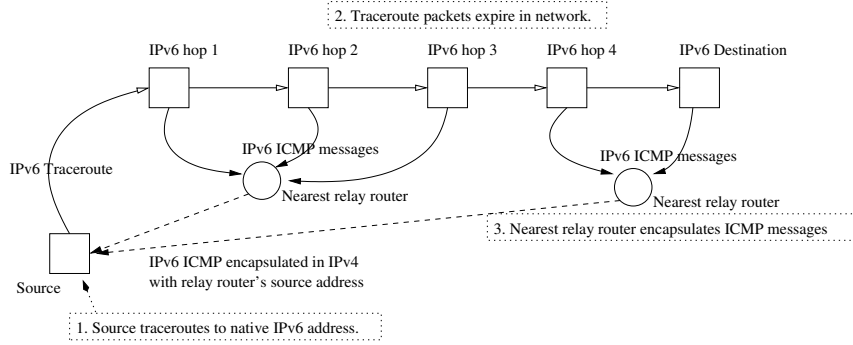 2. Traceroute packets expire in network.
IPv6 hop 1
IPv6 hop 2
IPv6 hop 3
IPv6 hop 4
IPv6 Destination
IPv6 Traceroute
IPv6 ICMP messages
IPv6 ICMP messages
Nearest relay router
Nearest relay router
3. Nearest relay router encapsulates ICMP messages
IPv6 ICMP encapsulated in IPv4
with relay router's source address
Source
1. Source traceroutes to native IPv6 address.